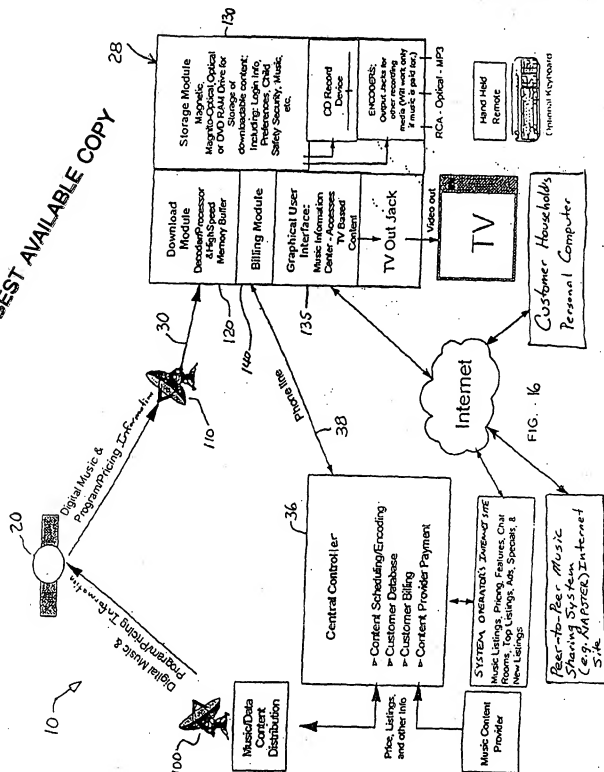 BEST AVAILABLE COPY
10
20
Digital Music &
Program/Pricing Information
Digital Music &
Program/Pricing Information
100
110
30
Music/Data
Content
Distribution
28
130
120
140
135
Download
Module
Decoder/Processor
& High Speed
Memory Buffer
Billing Module
Graphical User
Interface:
Music Information
Center - Accesses
TV Based
Content
TV Out Jack
Video out
TV
Storage Module
Magnetic,
Magnito-Optical, Optical
or DVD RAM Drive for
Storage of
downloadable content:
Including: Login Info,
Preferences, Child
Safety Security, Music,
etc.
CD Record
Device
ENCODERS;
Output Jacks for
other recording
media (Will work only
if music is paid for.)
RCA - Optical - MP3
Hand Held
Remote
Optional Keyboard
Phone line
38
36
Central Controller
Content Scheduling/Encoding
Customer Database
Customer Billing
Content Provider Payment
Price, Listings,
and other Info
Music Content
Provider
SYSTEM OPERATOR'S INTERNET SITE
Music Listings, Pricing, Features, Chat
Rooms, Top Listings, Ads, Specials, &
New Listings
Internet
Customer Households
Personal Computer
Peer-to-Peer Music
Sharing System
(e.g. NAPSTER) Internet
Site
FIG. 16